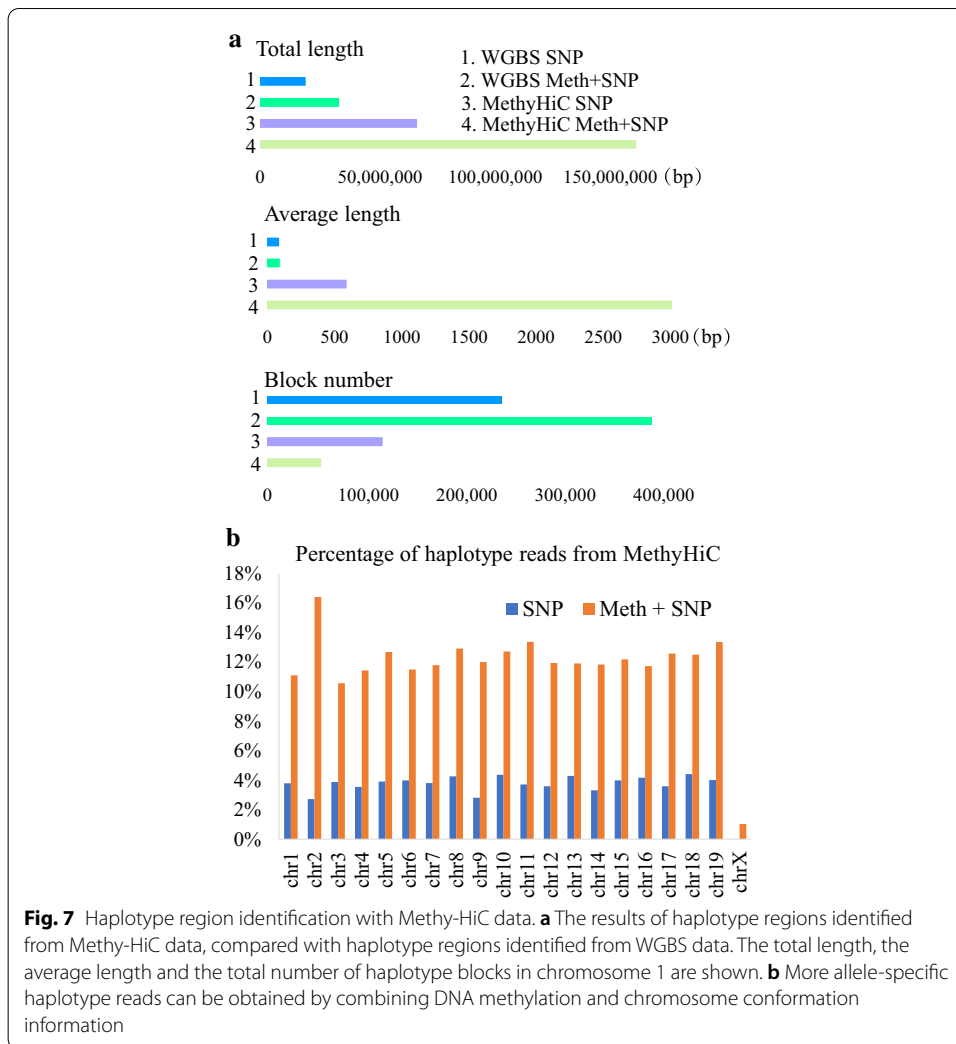 a
Total length
1. WGBS SNP
2. WGBS Meth+SNP
3. MethyHiC SNP
4. MethyHiC Meth+SNP
1
2
3
4
0 50,000,000 100,000,000 150,000,000 (bp)
Average length
1
2
3
4
0 500 1000 1500 2000 2500 3000 (bp)
Block number
1
2
3
4
0 100,000 200,000 300,000 400,000
b
Percentage of haplotype reads from MethyHiC
SNP Meth + SNP
18%
16%
14%
12%
10%
8%
6%
4%
2%
0%
chr1 chr2 chr3 chr4 chr5 chr6 chr7 chr8 chr9 chr10 chr11 chr12 chr13 chr14 chr15 chr16 chr17 chr18 chr19 chrX
Fig. 7 Haplotype region identification with Methy-HiC data. a The results of haplotype regions identified
from Methy-HiC data, compared with haplotype regions identified from WGBS data. The total length, the
average length and the total number of haplotype blocks in chromosome 1 are shown. b More allele-specific
haplotype reads can be obtained by combining DNA methylation and chromosome conformation
information